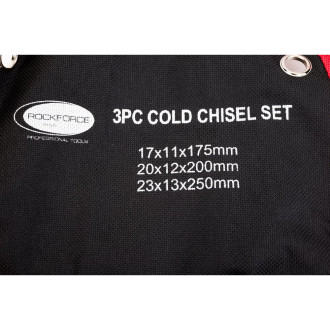 ROCKFORCE
PROFESSIONAL TOOLS
3PC COLD CHISEL SET
17x11x175mm
20x12x200mm
23x13x250mm